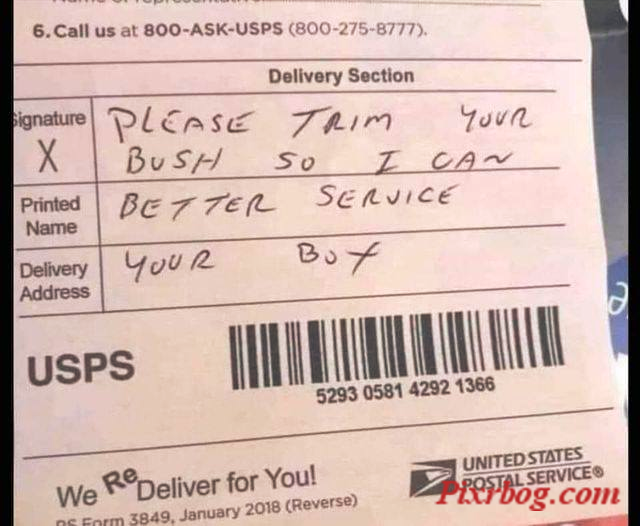 6. Call us at 800-ASK-USPS (800-275-8777).
Delivery Section
Signature
X
PLEASE TRIM YOUR
BUSH SO I CAN
Printed
Name
BETTER SERVICE
Delivery
Address
YOUR BOX
USPS
5293 0581 4292 1366
We ReDeliver for You!
UNITED STATES
POSTAL SERVICE®
PS Form 3849, January 2018 (Reverse)
Pixrbog.com